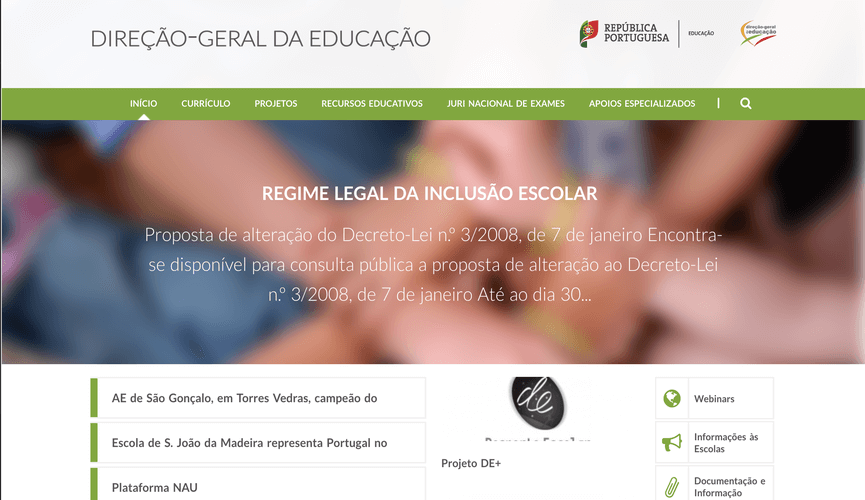 DIREÇÃO-GERAL DA EDUCAÇÃO
REPÚBLICA
PORTUGUESA
EDUCAÇÃO
direção-geral
educação
INÍCIO CURRÍCULO PROJETOS RECURSOS EDUCATIVOS JURI NACIONAL DE EXAMES APOIOS ESPECIALIZADOS
REGIME LEGAL DA INCLUSÃO ESCOLAR
Proposta de alteração do Decreto-Lei n.º 3/2008, de 7 de janeiro Encontra-
se disponível para consulta pública a proposta de alteração ao Decreto-Lei
n.º 3/2008, de 7 de janeiro Até ao dia 30...
AE de São Gonçalo, em Torres Vedras, campeão do
Escola de S. João da Madeira representa Portugal no
Plataforma NAU
de
Projeto DE+
Webinars
Informações às
Escolas
Documentação e
Informação